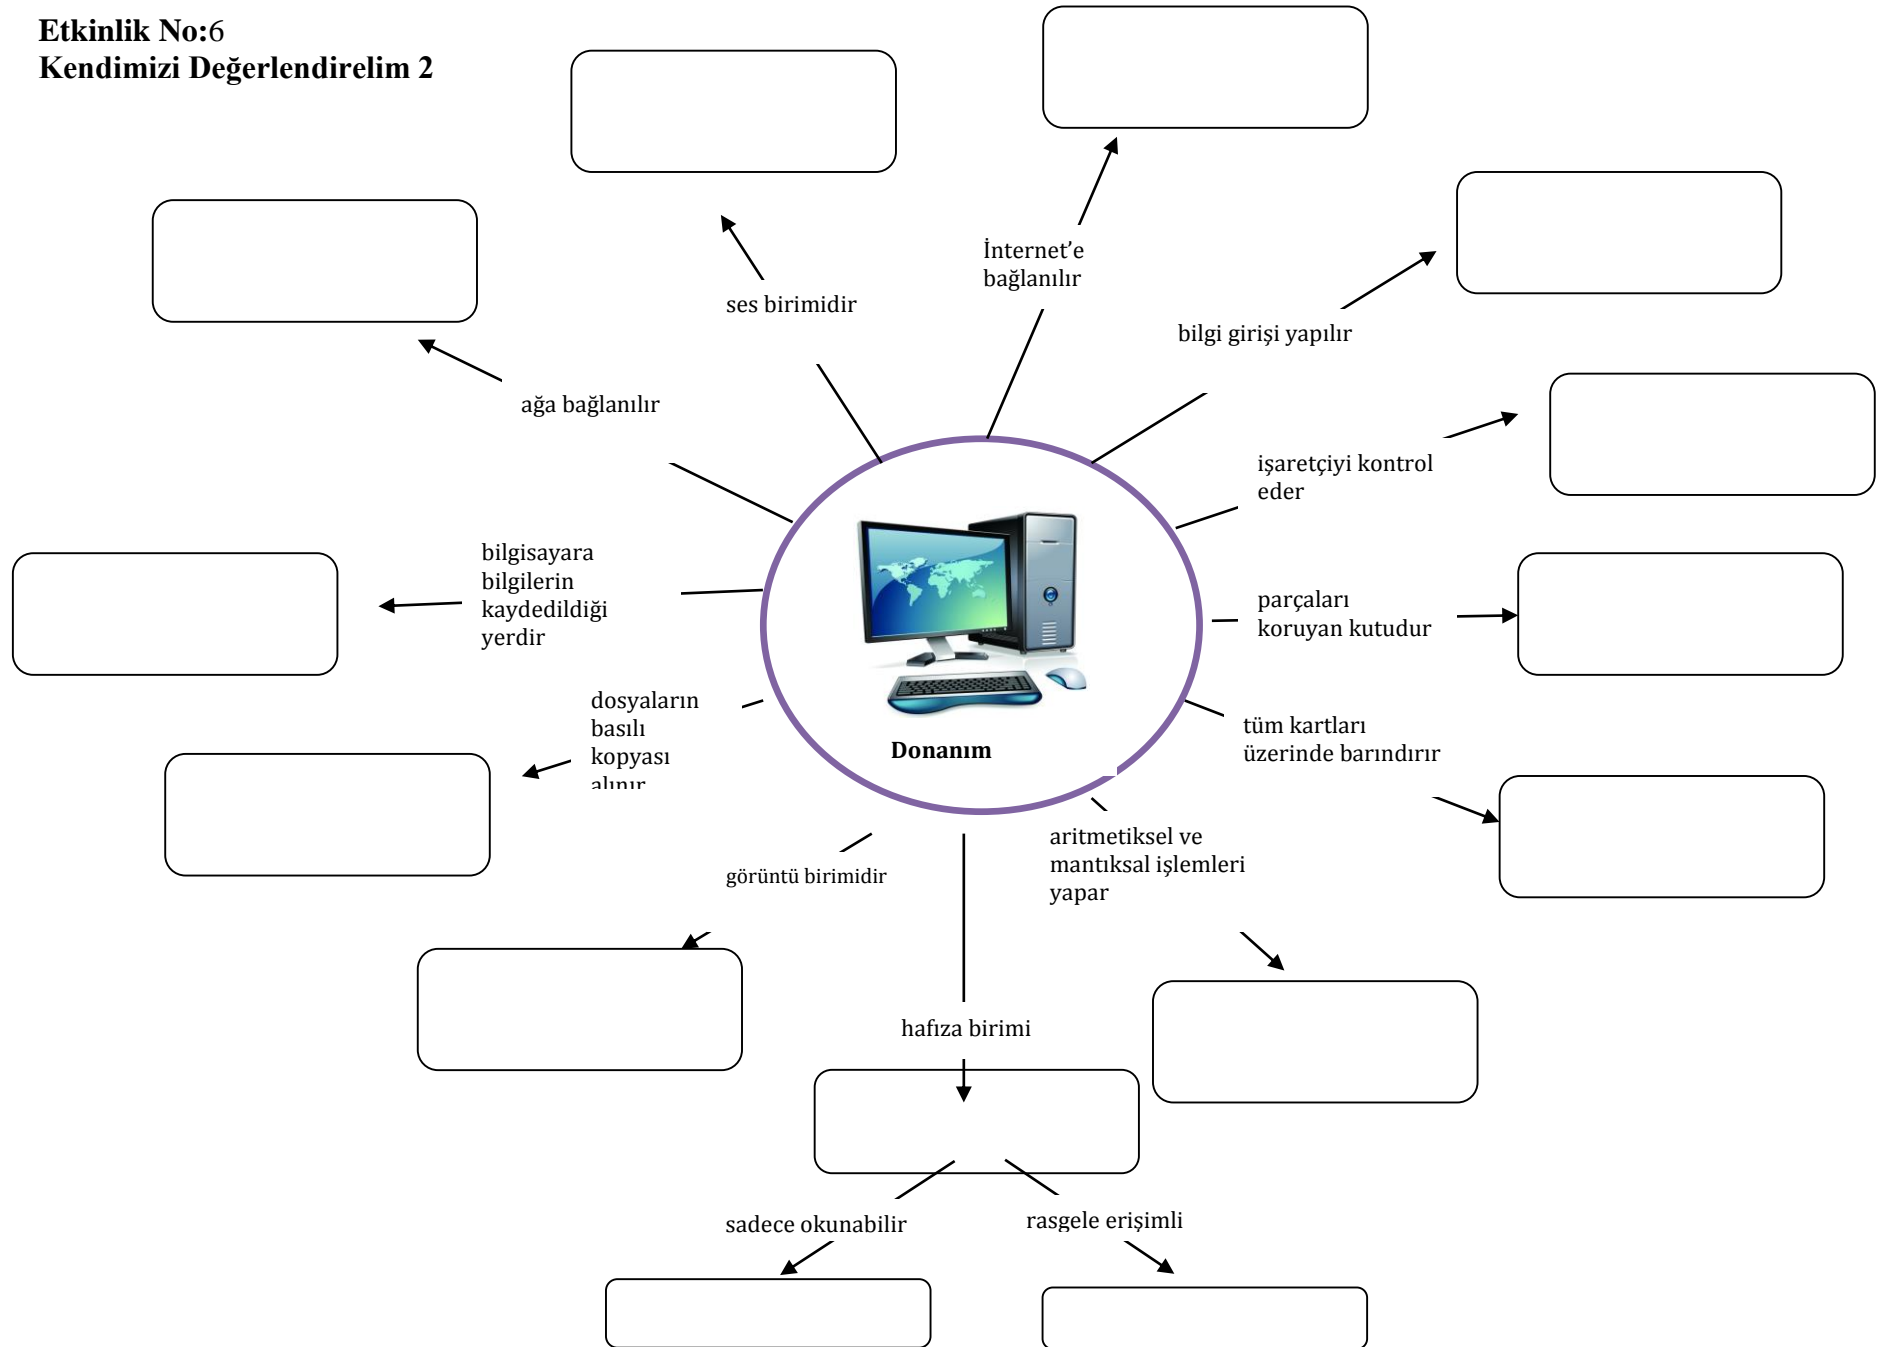 Etkinlik No:6
Kendimizi Değerlendirelim 2
İnternet’e
bağlanılır
ses birimidir
bilgi girişi yapılır
ağa bağlanılır
işaretçiyi kontrol
eder
bilgisayara
bilgilerin
kaydedildiği
yerdir
parçaları
koruyan kutudur
dosyaların
basılı
kopyası
alınır
tüm kartları
üzerinde barındırır
Donanım
aritmetiksel ve
mantıksal işlemleri
yapar
görüntü birimidir
hafıza birimi
sadece okunabilir
rasgele erişimli